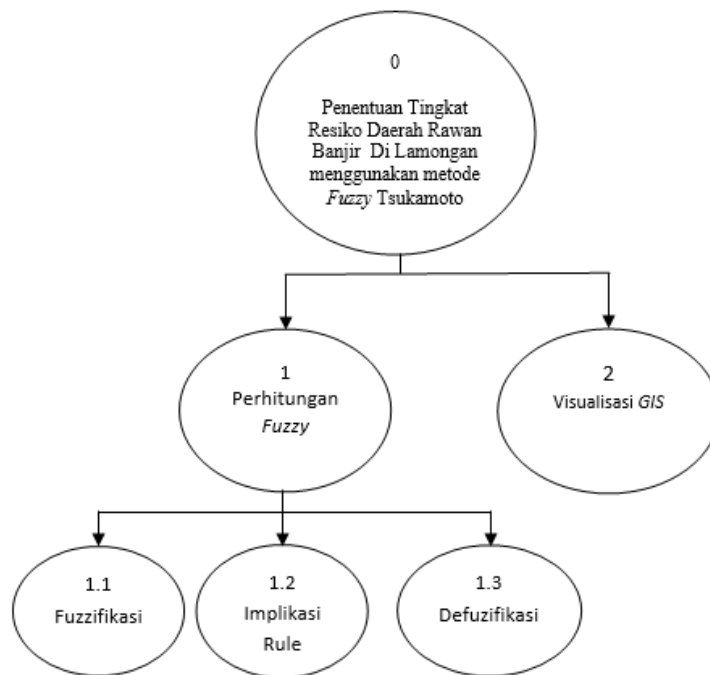 0
Penentuan Tingkat
Resiko Daerah Rawan
Banjir Di Lamongan
menggunakan metode
Fuzzy Tsukamoto
1
Perhitungan
Fuzzy
2
Visualisasi GIS
1.1
Fuzzifikasi
1.2
Implikasi
Rule
1.3
Defuzifikasi